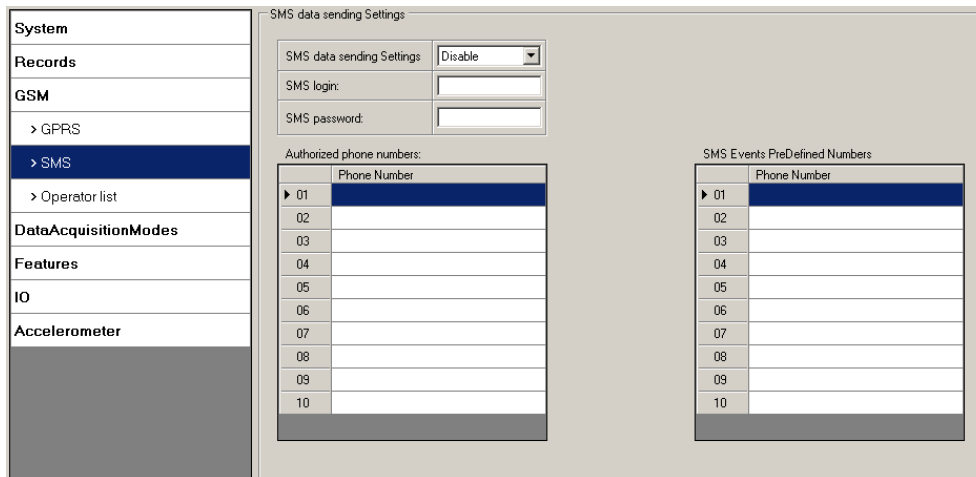 System
Records
GSM
> GPRS
> SMS
> Operator list
DataAcquisitionModes
Features
IO
Accelerometer
SMS data sending Settings
SMS data sending Settings Disable
SMS login:
SMS password:
Authorized phone numbers:
Phone Number
01
02
03
04
05
06
07
08
09
10
SMS Events PreDefined Numbers
Phone Number
01
02
03
04
05
06
07
08
09
10